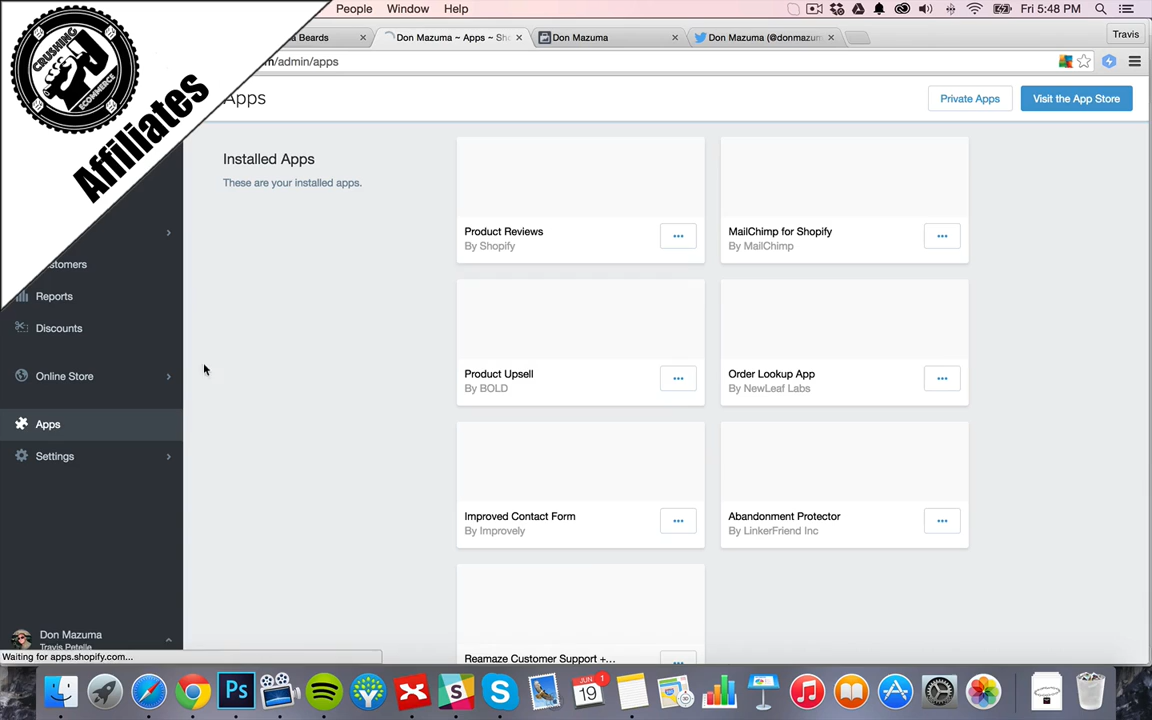 People Window Help Fri 5:48 PM
CRUSHING
ECOMMERCE
Affiliates
a Beards
Don Mazuma ~ Apps ~ Sho
Don Mazuma
Don Mazuma (@donmazum
Travis
m/admin/apps
Apps
Private Apps
Visit the App Store
Installed Apps
These are your installed apps.
Product Reviews
By Shopify
MailChimp for Shopify
By MailChimp
Product Upsell
By BOLD
Order Lookup App
By NewLeaf Labs
Improved Contact Form
By Improvely
Abandonment Protector
By LinkerFriend Inc
Reamaze Customer Support +...
ustomers
Reports
Discounts
Online Store
Apps
Settings
Don Mazuma
Travis Petelle
Waiting for apps.shopify.com...
Ps
JUN 1
19